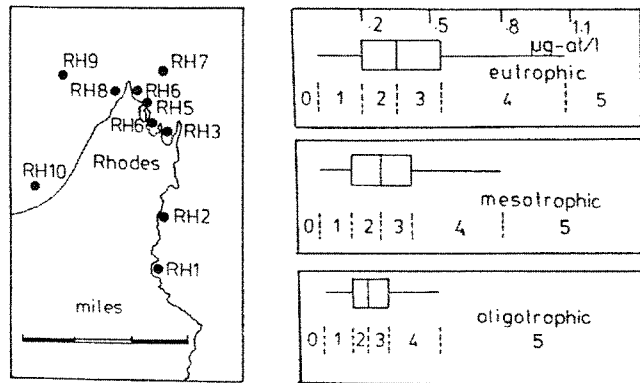 RH9
RH7
RH8
RH6
RH5
RH6
RH3
Rhodes
RH10
RH2
RH1
miles
.2 .5 .8 1.1
µg-at/l
eutrophic
0 1 2 3 4 5
mesotrophic
0 1 2 3 4 5
oligotrophic
0 1 2 3 4 5